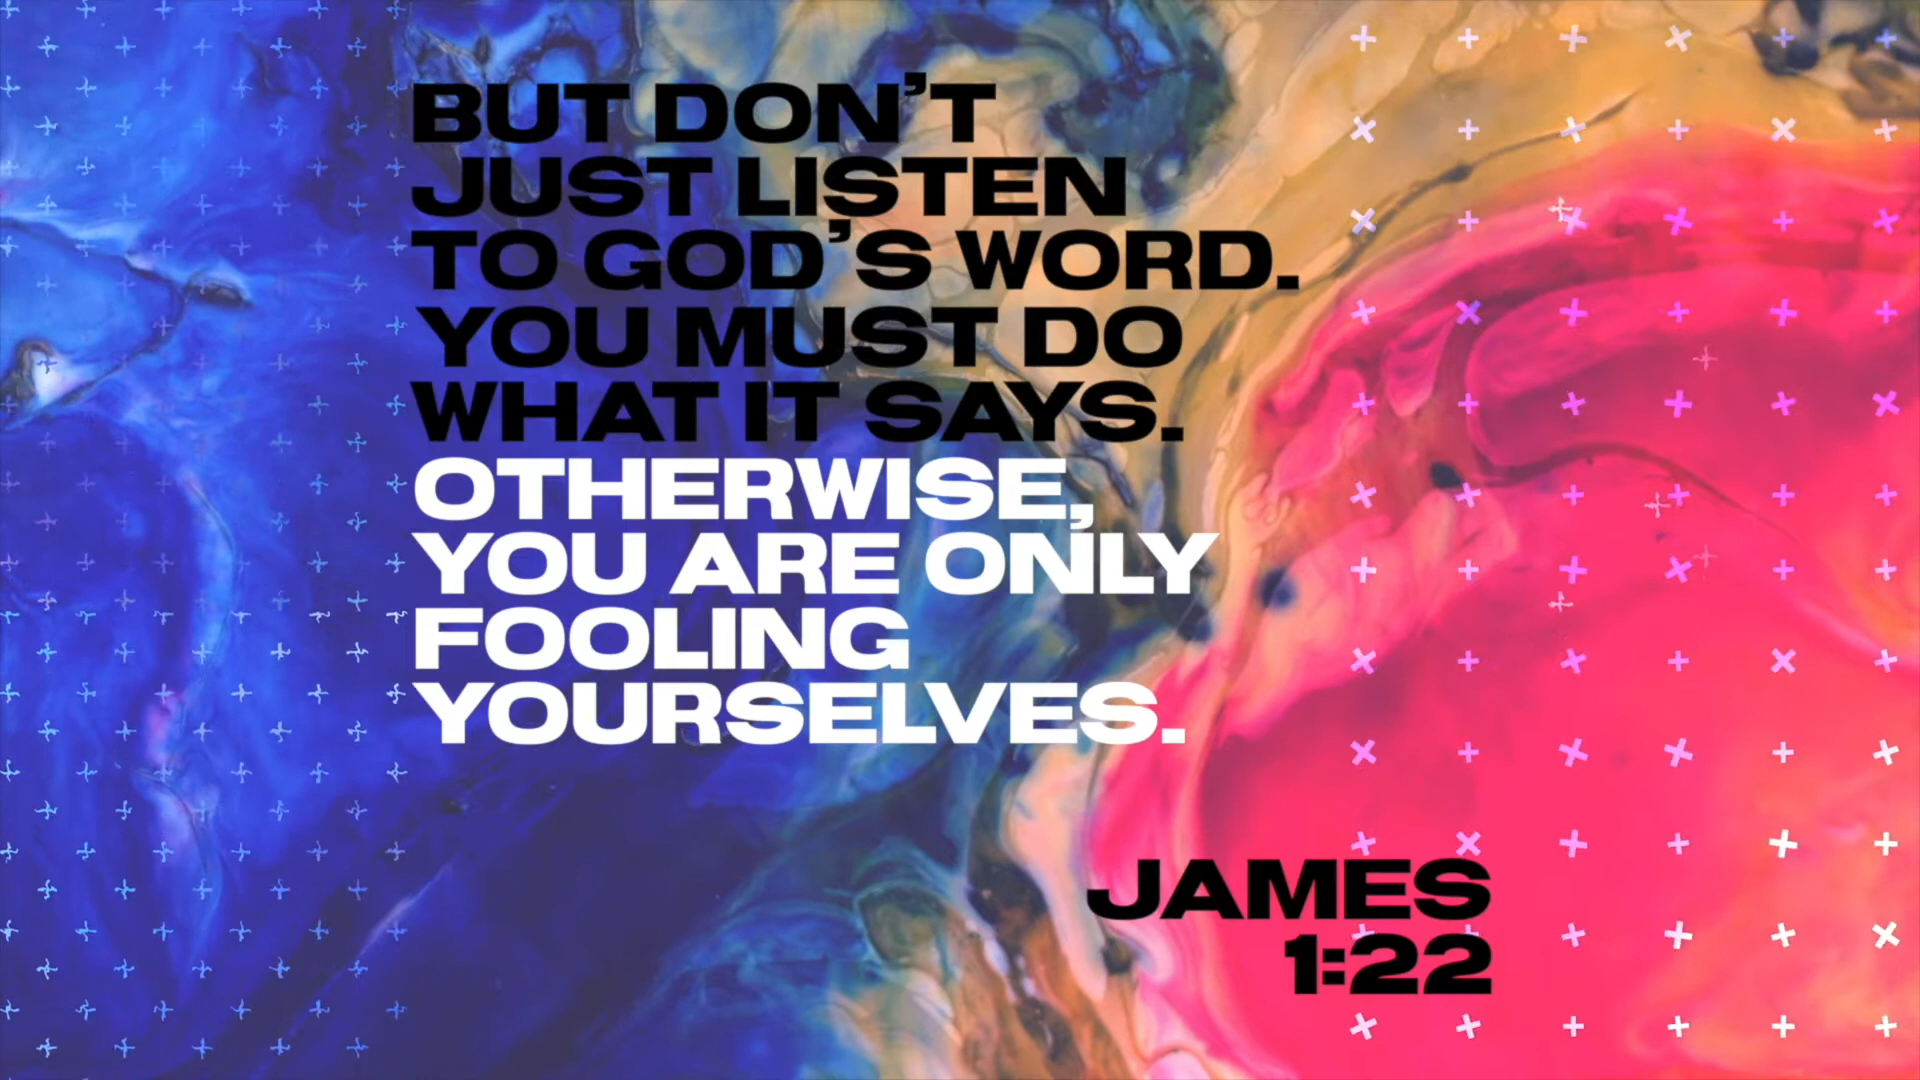 BUT DON’T
JUST LISTEN
TO GOD’S WORD.
YOU MUST DO
WHAT IT SAYS.
OTHERWISE,
YOU ARE ONLY
FOOLING
YOURSELVES.
JAMES
1:22